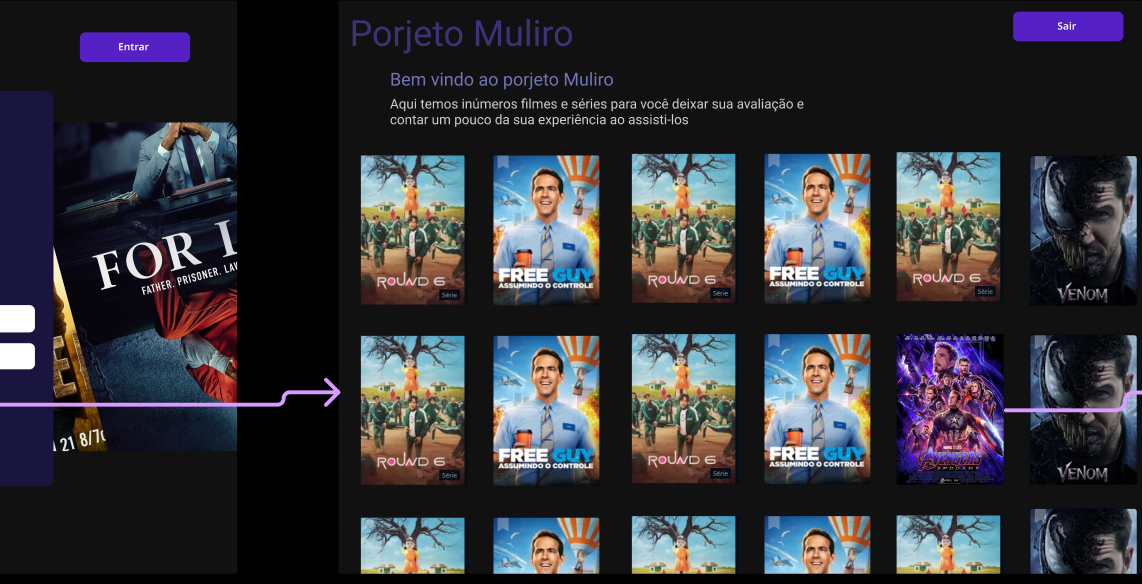 Entrar
FOR L
FATHER. PRISONER. LAW
21 8/7c
Porjeto Muliro
Sair
Bem vindo ao porjeto Muliro
Aqui temos inúmeros filmes e séries para você deixar sua avaliação e
contar um pouco da sua experiência ao assisti-los
ROUND 6
Série
FREE GUY
ASSUMINDO O CONTROLE
ROUND 6
Série
FREE GUY
ASSUMINDO O CONTROLE
ROUND 6
Série
VENOM
ROUND 6
Série
FREE GUY
ASSUMINDO O CONTROLE
ROUND 6
Série
FREE GUY
ASSUMINDO O CONTROLE
AVENGERS
ENDGAME
VENOM